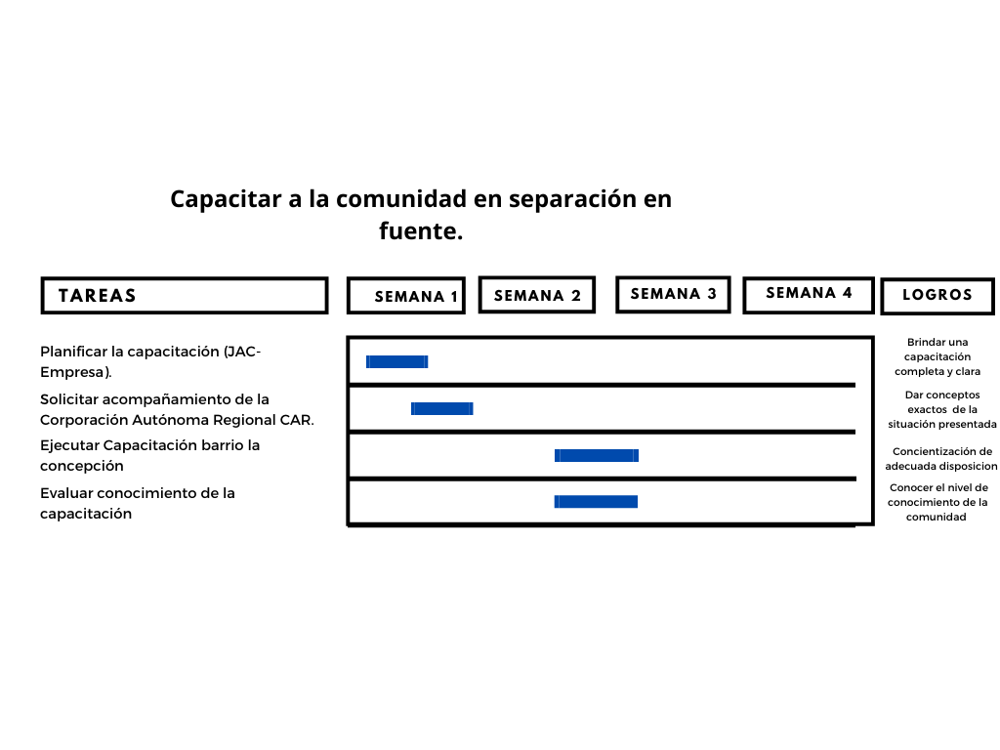 Capacitar a la comunidad en separación en
fuente.
TAREAS
SEMANA 1
SEMANA 2
SEMANA 3
SEMANA 4
LOGROS
Planificar la capacitación (JAC-
Empresa).
Brindar una
capacitación
completa y clara
Solicitar acompañamiento de la
Corporación Autónoma Regional CAR.
Dar conceptos
exactos de la
situación presentada
Ejecutar Capacitación barrio la
concepción
Concientización de
adecuada disposicion
Evaluar conocimiento de la
capacitación
Conocer el nivel de
conocimiento de la
comunidad